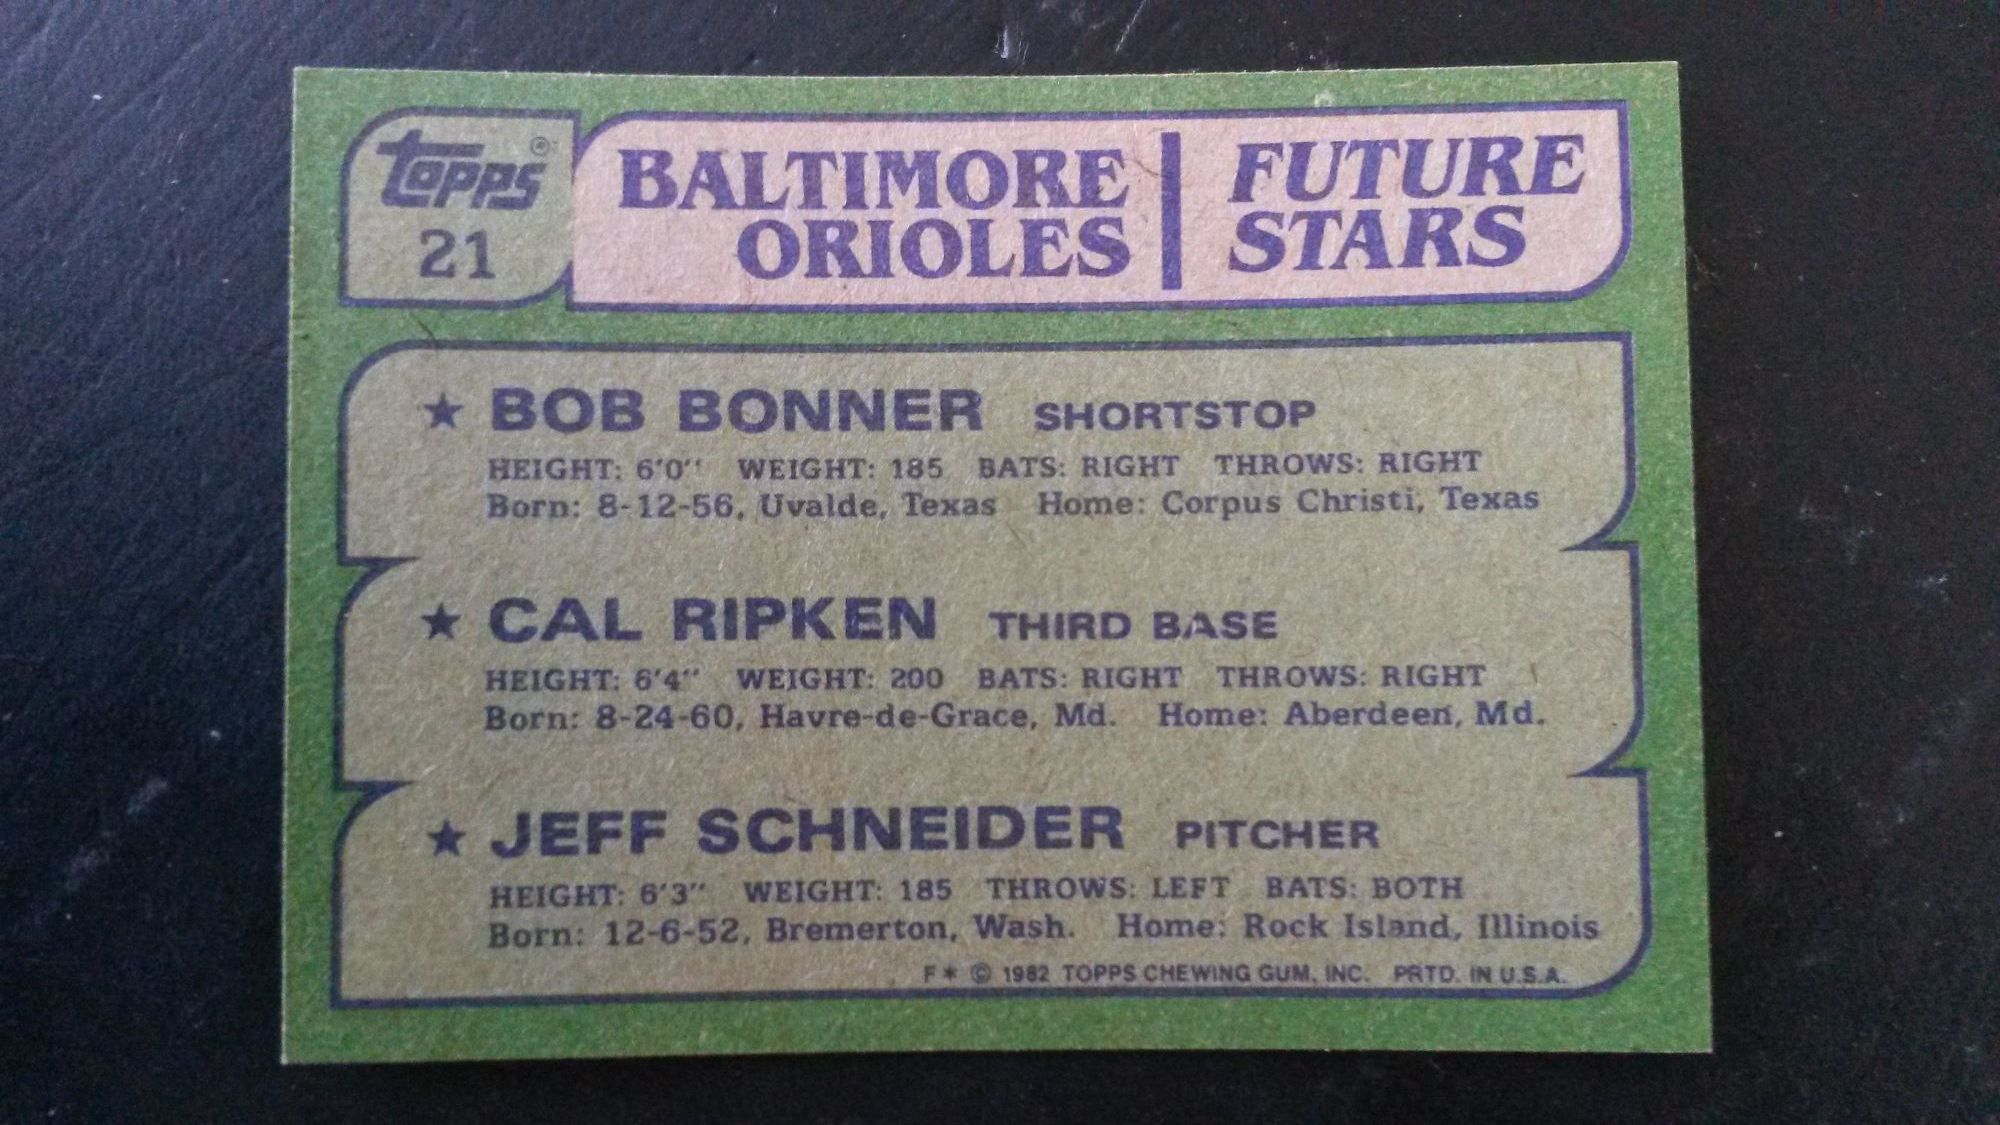 topps®
21
BALTIMORE
ORIOLES
FUTURE
STARS
★ BOB BONNER SHORTSTOP
HEIGHT: 6'0" WEIGHT: 185 BATS: RIGHT THROWS: RIGHT
Born: 8-12-56, Uvalde, Texas Home: Corpus Christi, Texas
★ CAL RIPKEN THIRD BASE
HEIGHT: 6'4" WEIGHT: 200 BATS: RIGHT THROWS: RIGHT
Born: 8-24-60, Havre-de-Grace, Md. Home: Aberdeen, Md.
★ JEFF SCHNEIDER PITCHER
HEIGHT: 6'3" WEIGHT: 185 THROWS: LEFT BATS: BOTH
Born: 12-6-52, Bremerton, Wash. Home: Rock Island, Illinois
F* © 1982 TOPPS CHEWING GUM, INC. PRTD. IN U.S.A.